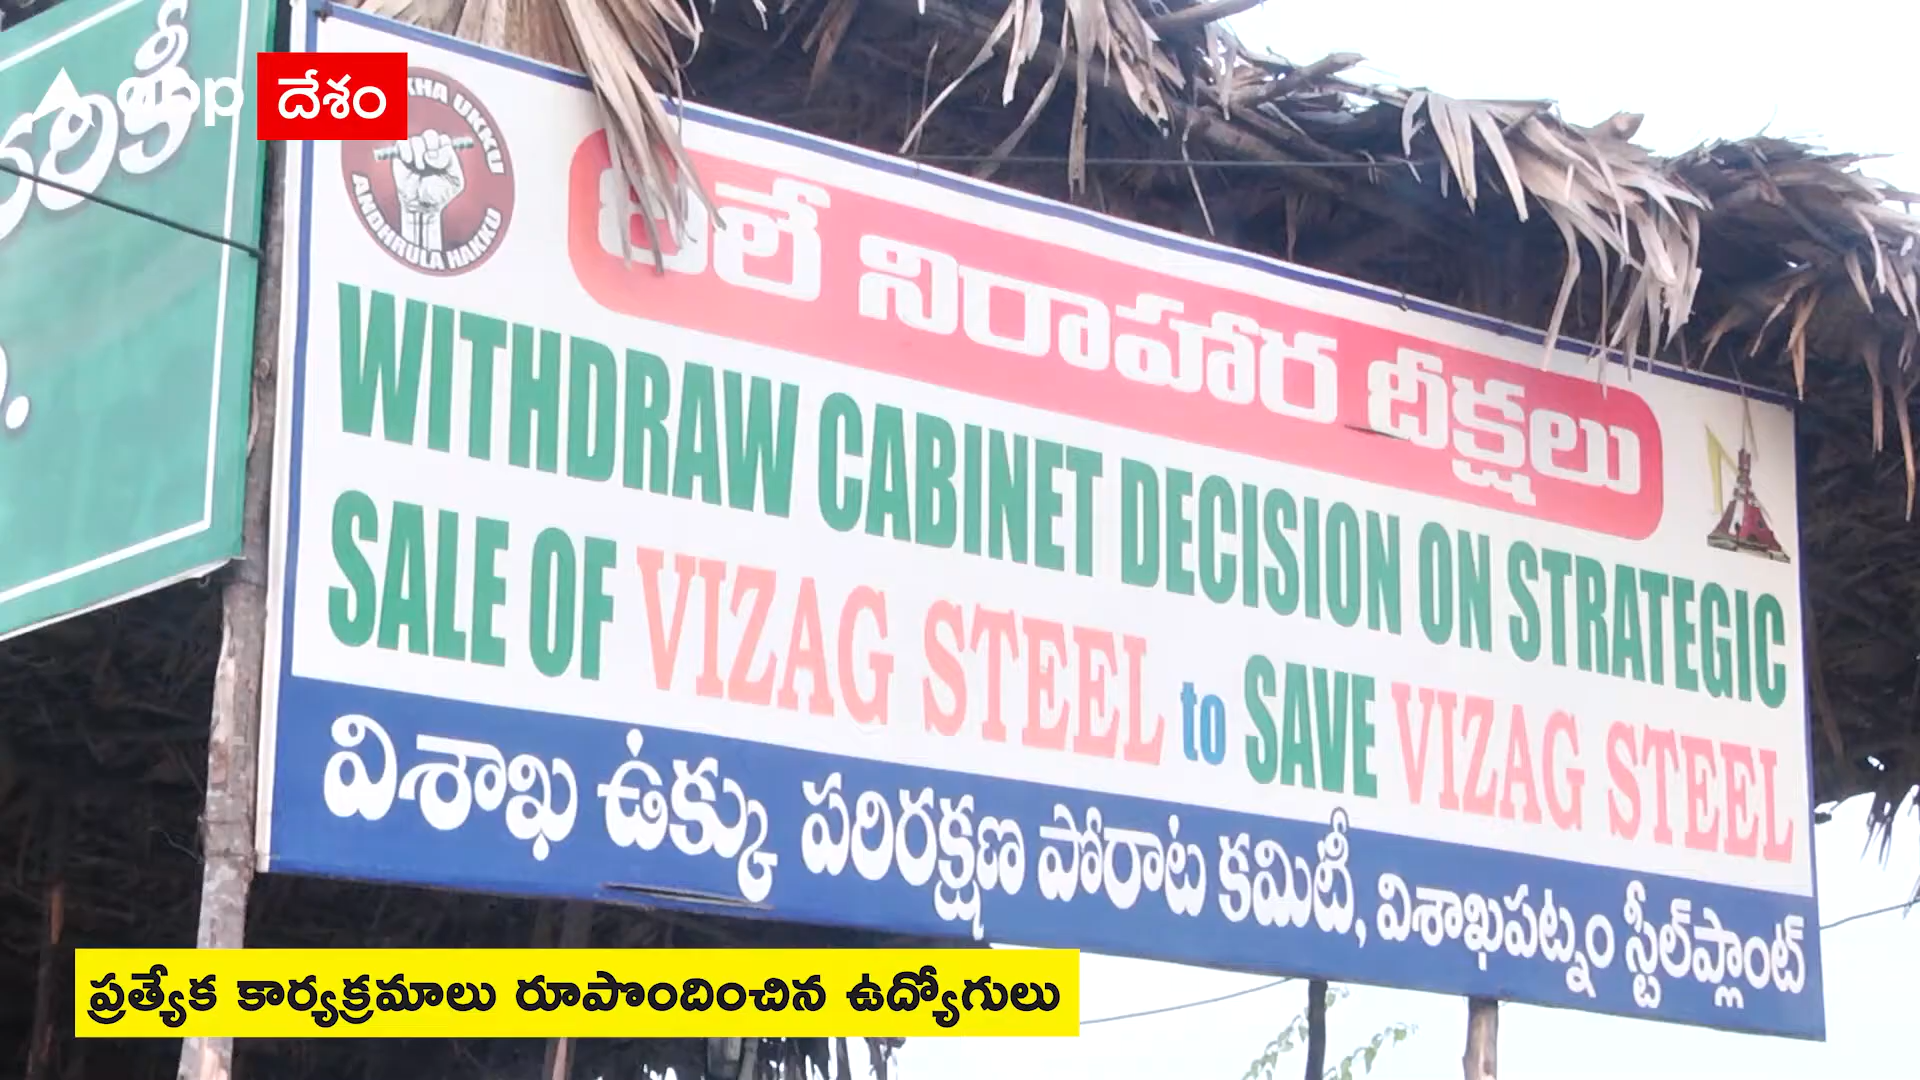 abp దేశం
UKKU
ANDHRULA HAKKU
రిలే నిరాహార దీక్షలు
WITHDRAW CABINET DECISION ON STRATEGIC
SALE OF VIZAG STEEL to SAVE VIZAG STEEL
విశాఖ ఉక్కు పరిరక్షణ పోరాట కమిటీ, విశాఖపట్నం స్టీల్‌ప్లాంట్
ప్రత్యేక కార్యక్రమాలు రూపొందించిన ఉద్యోగులు